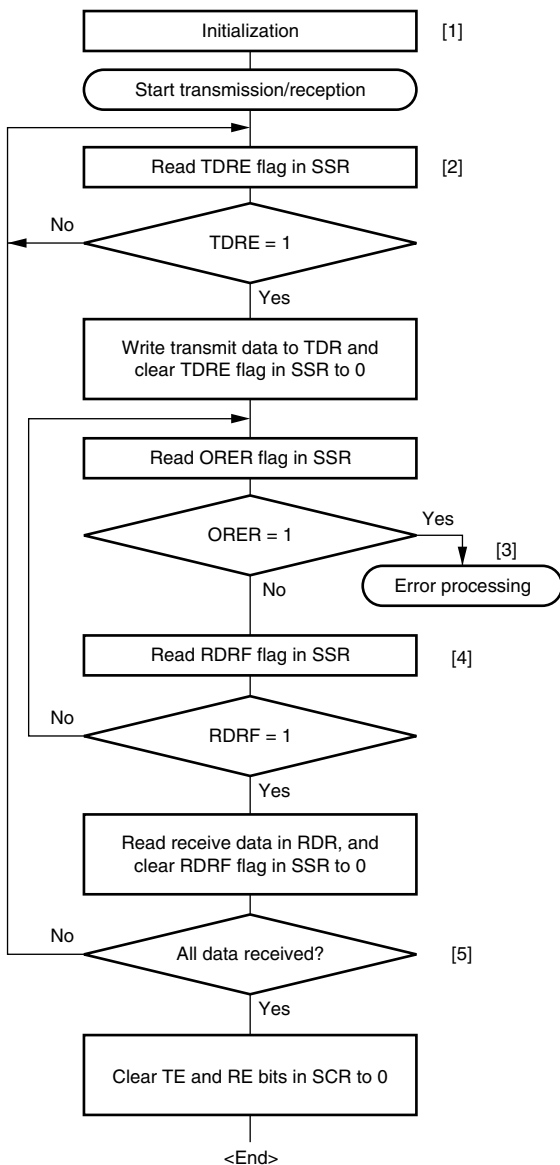 Initialization
[1]
Start transmission/reception
Read TDRE flag in SSR
[2]
No
TDRE = 1
Yes
Write transmit data to TDR and
clear TDRE flag in SSR to 0
Read ORER flag in SSR
ORER = 1
Yes
[3]
Error processing
No
Read RDRF flag in SSR
[4]
No
RDRF = 1
Yes
Read receive data in RDR, and
clear RDRF flag in SSR to 0
No
All data received?
[5]
Yes
Clear TE and RE bits in SCR to 0
<End>